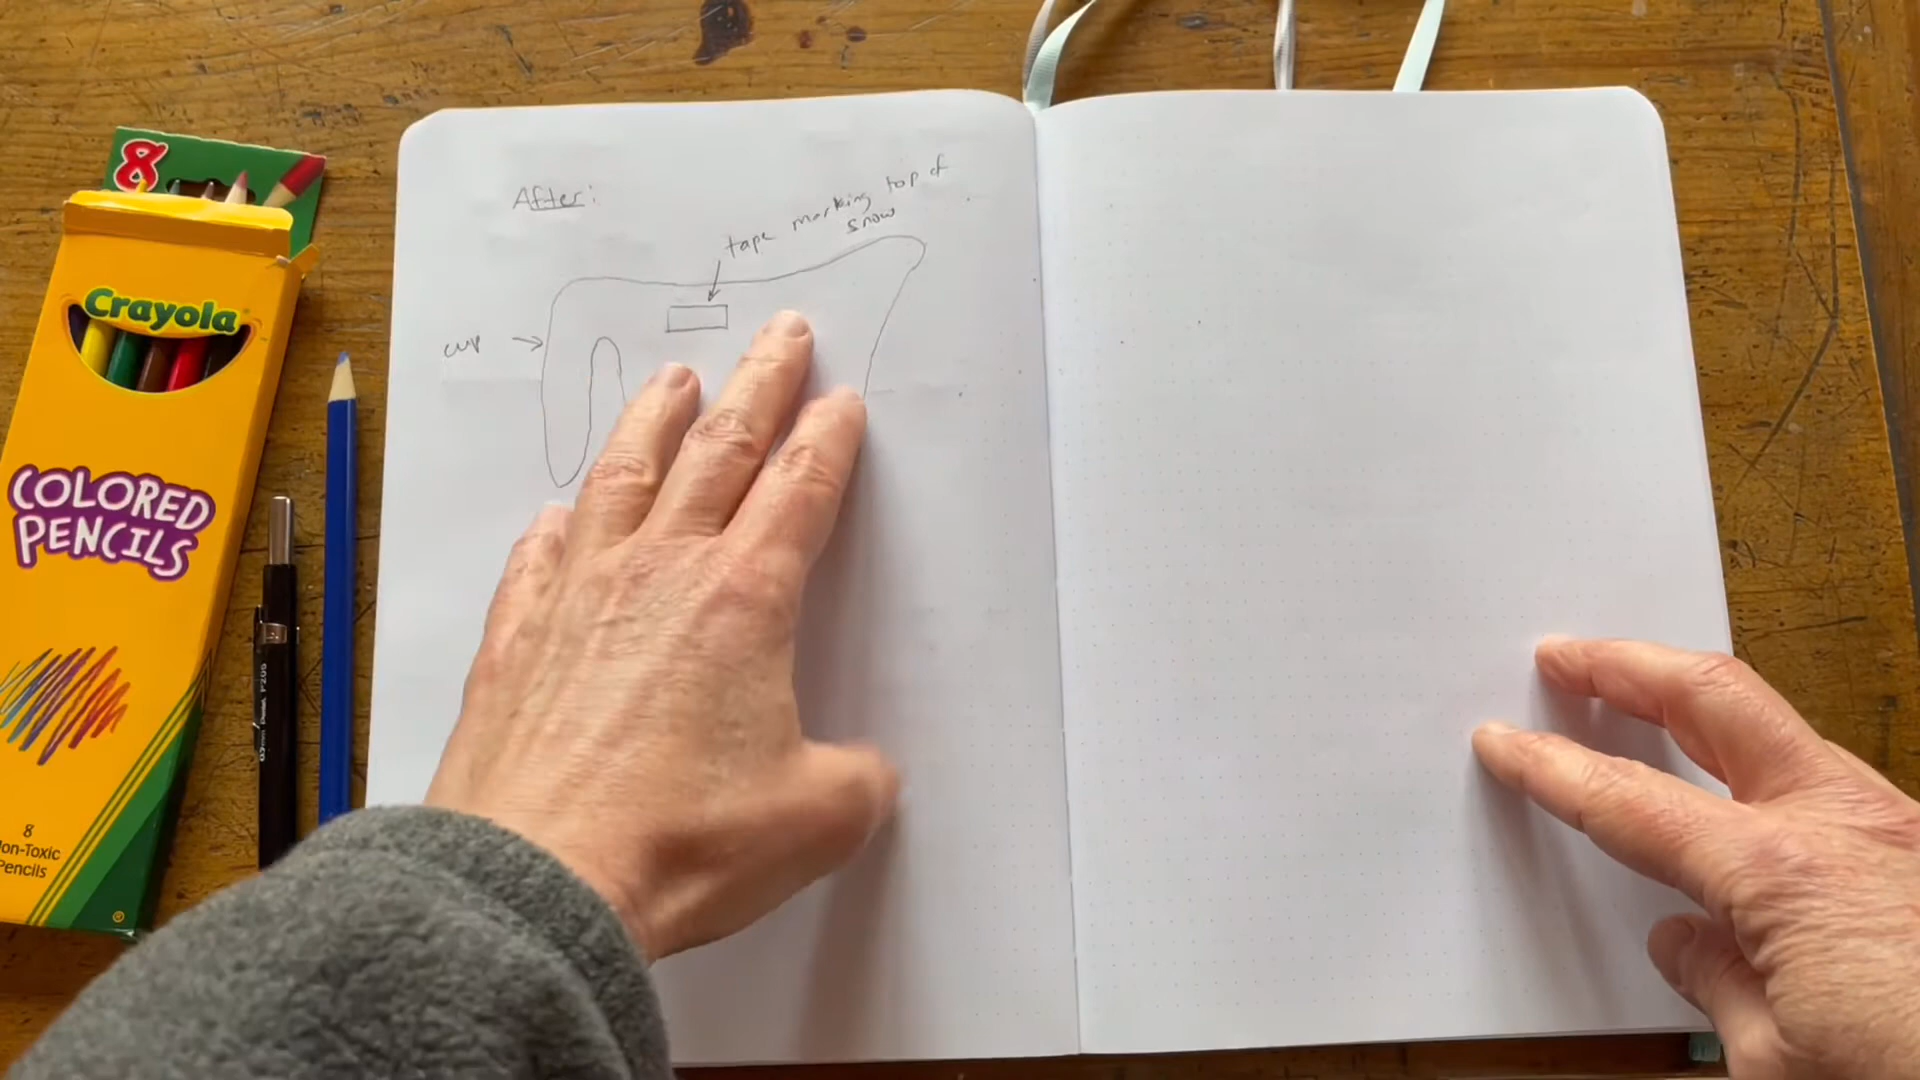 8
Crayola
COLORED
PENCILS
8
Non-Toxic
Pencils
After:
tape marking top of
snow
cup